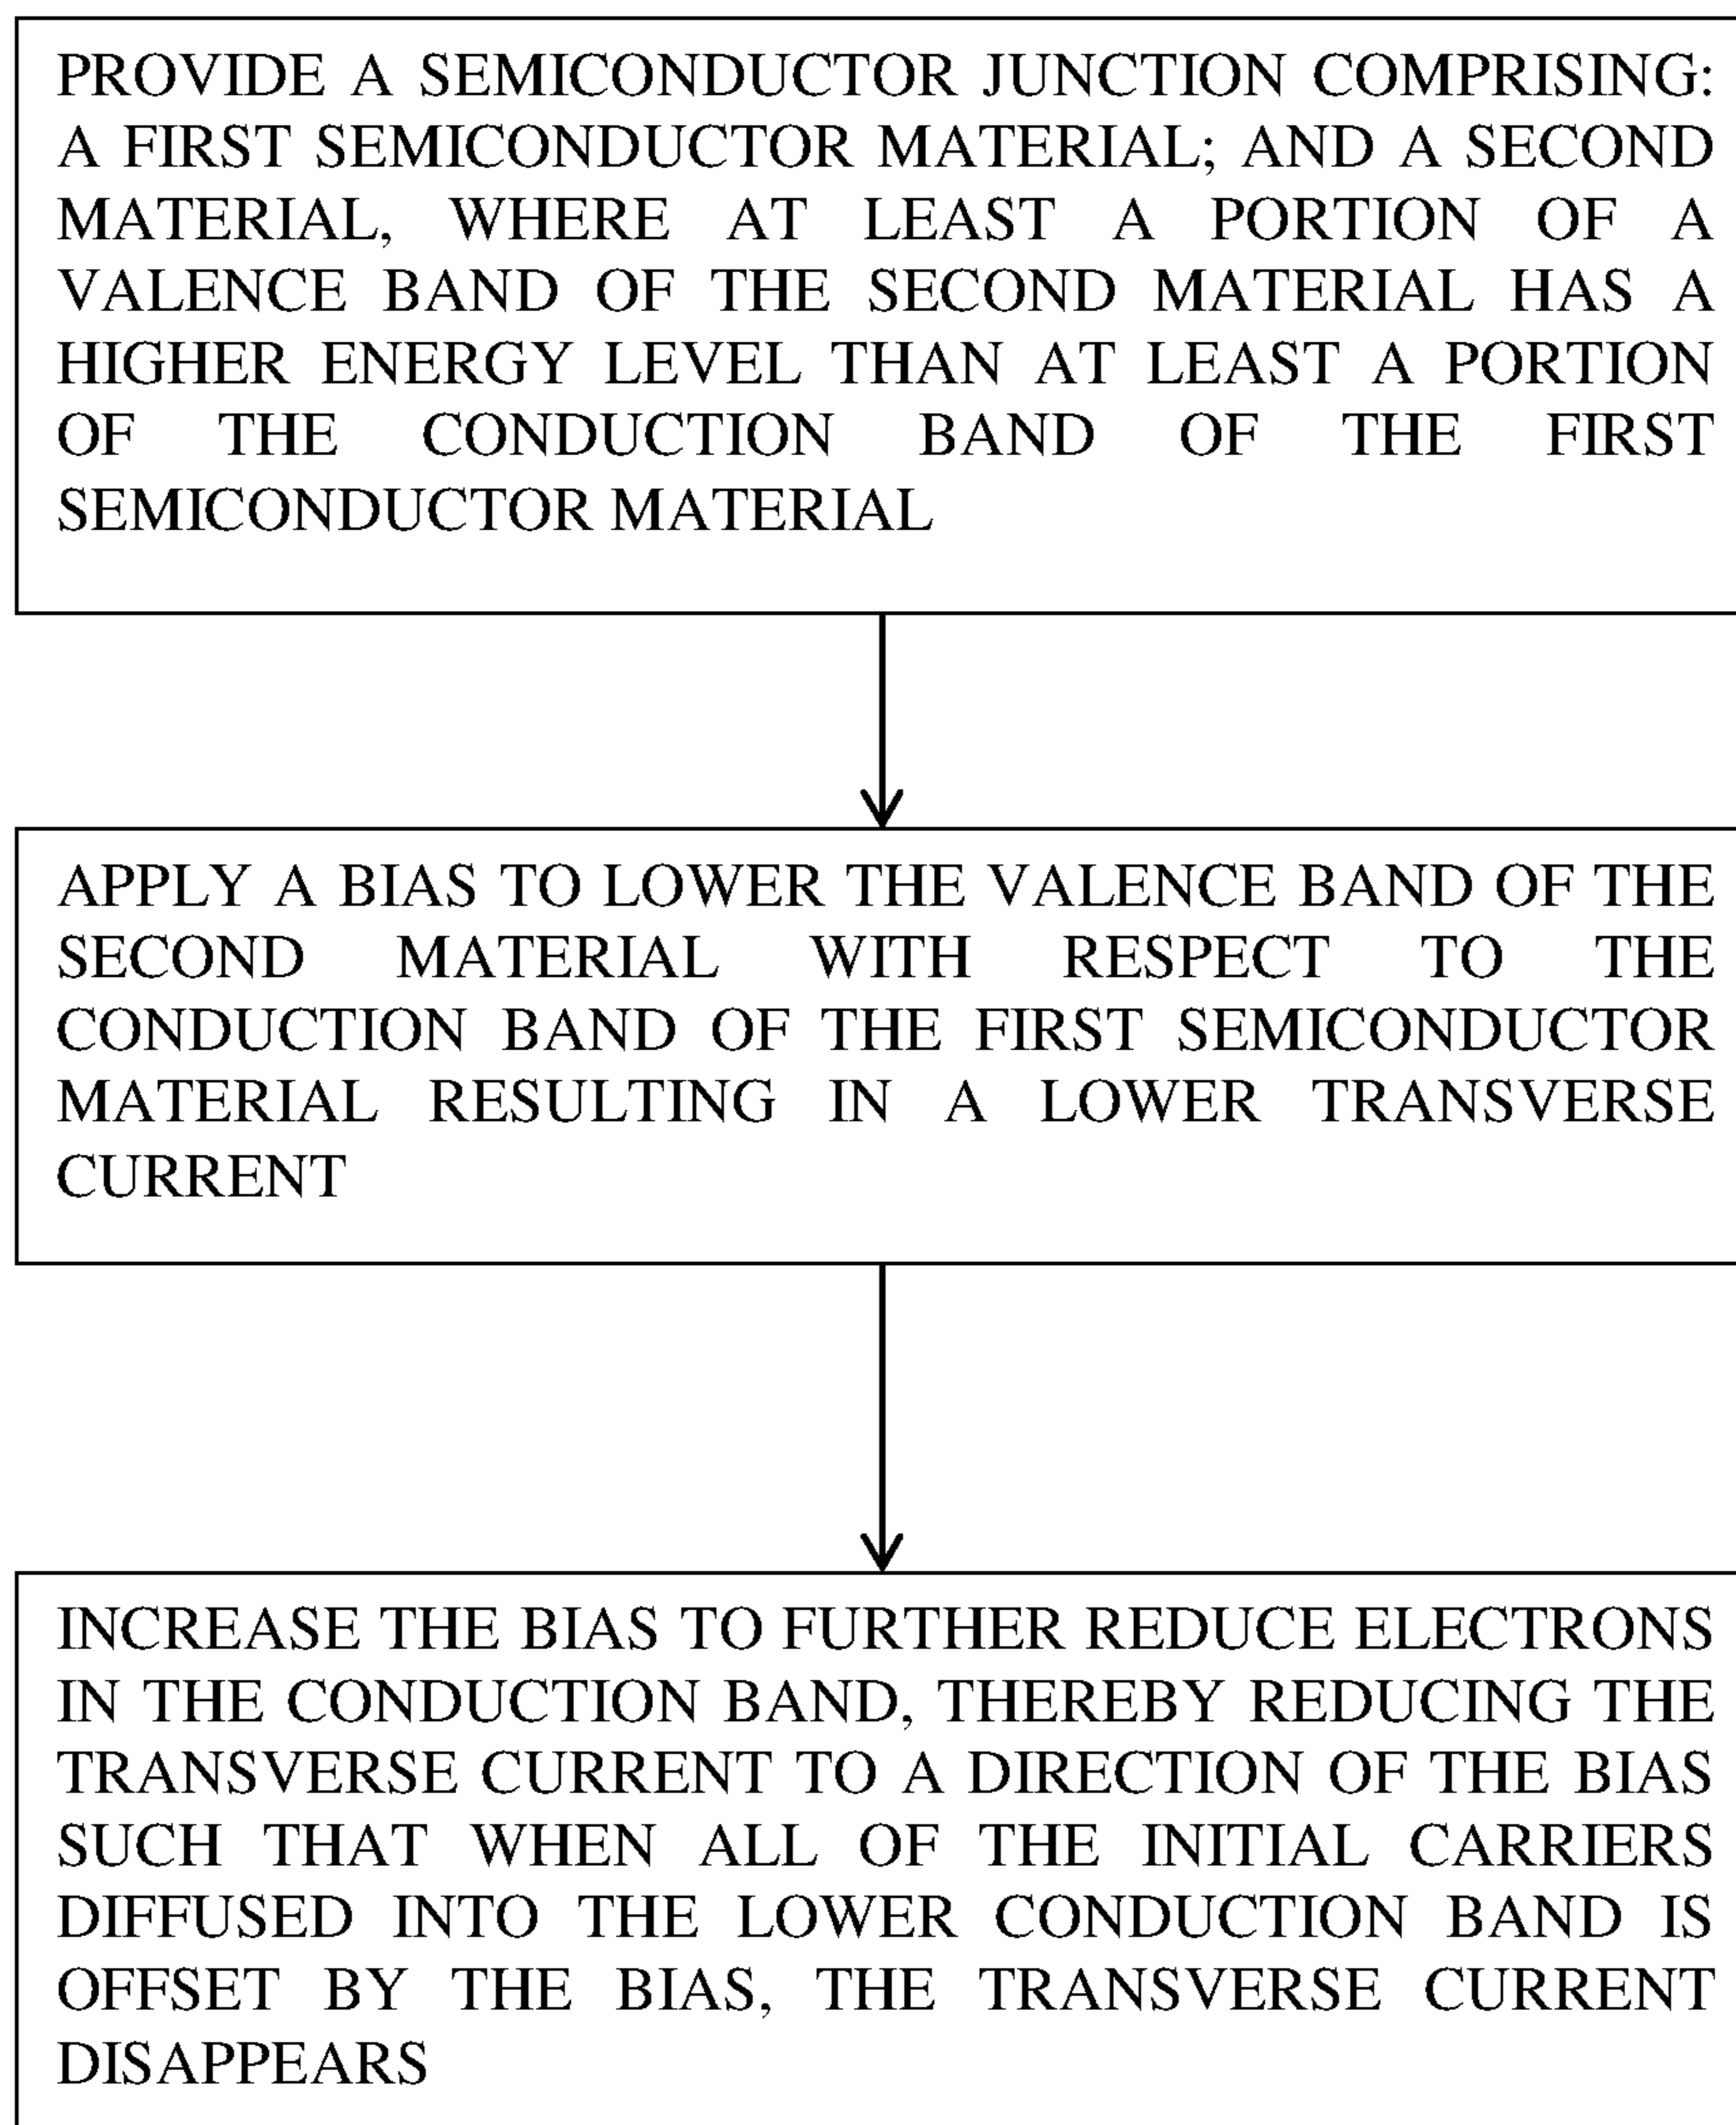 PROVIDE A SEMICONDUCTOR JUNCTION COMPRISING:
A FIRST SEMICONDUCTOR MATERIAL; AND A SECOND
MATERIAL, WHERE AT LEAST A PORTION OF A
VALENCE BAND OF THE SECOND MATERIAL HAS A
HIGHER ENERGY LEVEL THAN AT LEAST A PORTION
OF THE CONDUCTION BAND OF THE FIRST
SEMICONDUCTOR MATERIAL
APPLY A BIAS TO LOWER THE VALENCE BAND OF THE
SECOND MATERIAL WITH RESPECT TO THE
CONDUCTION BAND OF THE FIRST SEMICONDUCTOR
MATERIAL RESULTING IN A LOWER TRANSVERSE
CURRENT
INCREASE THE BIAS TO FURTHER REDUCE ELECTRONS
IN THE CONDUCTION BAND, THEREBY REDUCING THE
TRANSVERSE CURRENT TO A DIRECTION OF THE BIAS
SUCH THAT WHEN ALL OF THE INITIAL CARRIERS
DIFFUSED INTO THE LOWER CONDUCTION BAND IS
OFFSET BY THE BIAS, THE TRANSVERSE CURRENT
DISAPPEARS